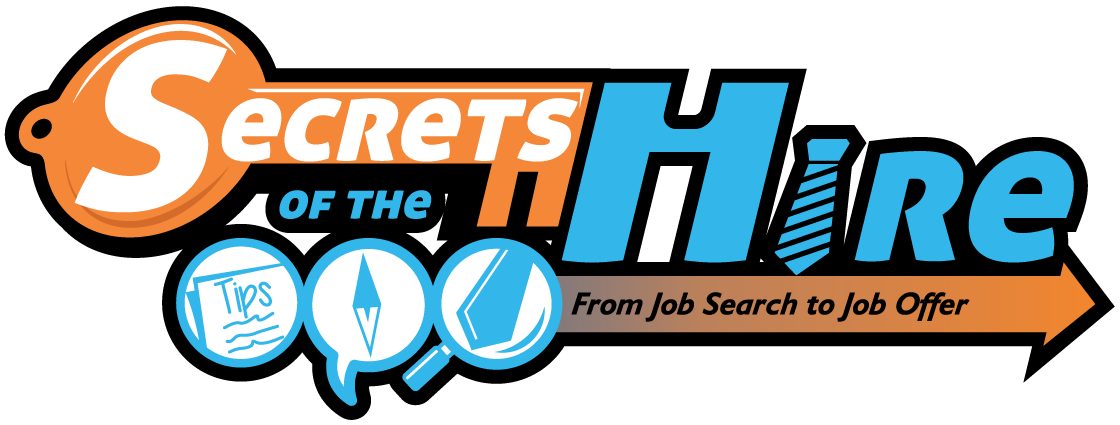 Secrets
of the
Hire
Tips
From Job Search to Job Offer